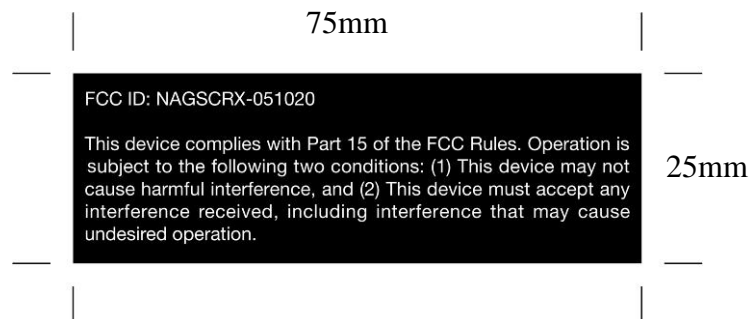 75mm
FCC ID: NAGSCRX-051020
This device complies with Part 15 of the FCC Rules. Operation is
subject to the following two conditions: (1) This device may not
cause harmful interference, and (2) This device must accept any
interference received, including interference that may cause
undesired operation.
25mm